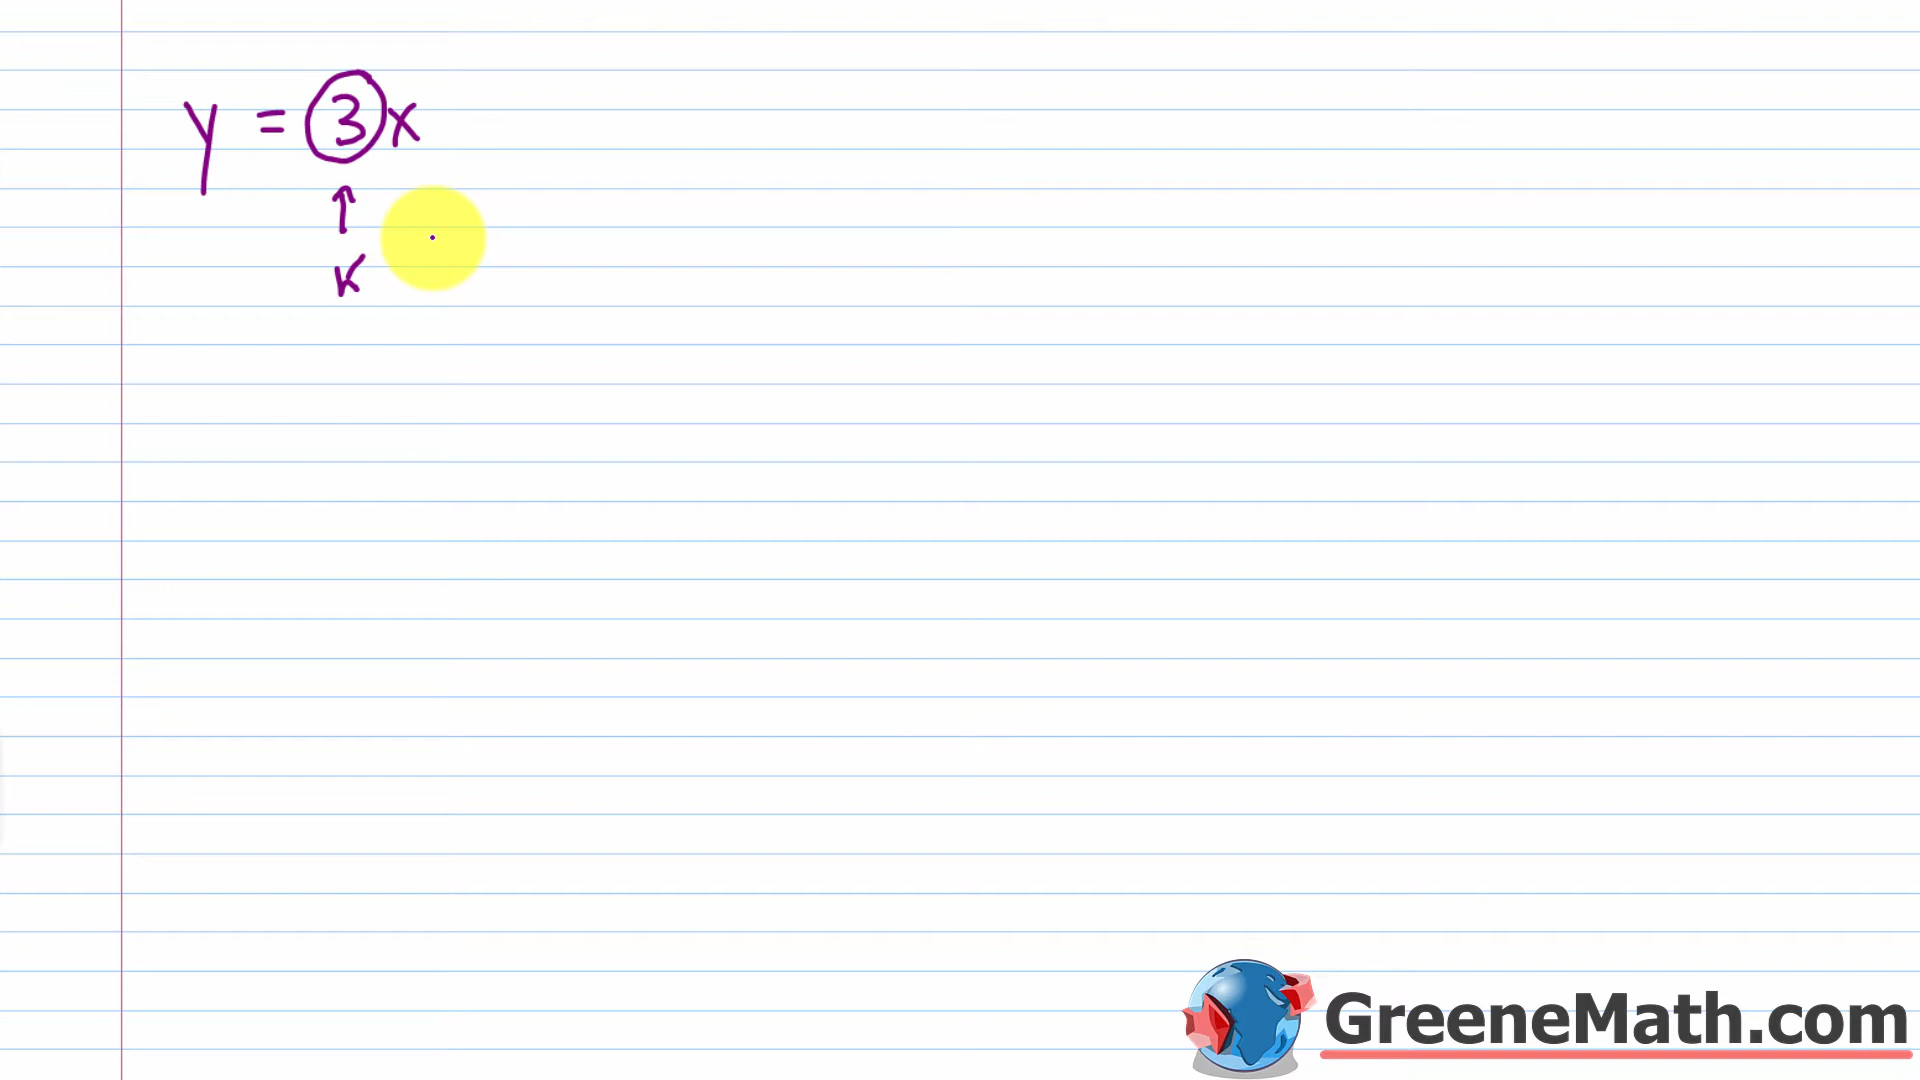 y = 3x
↑
K
GreeneMath.com